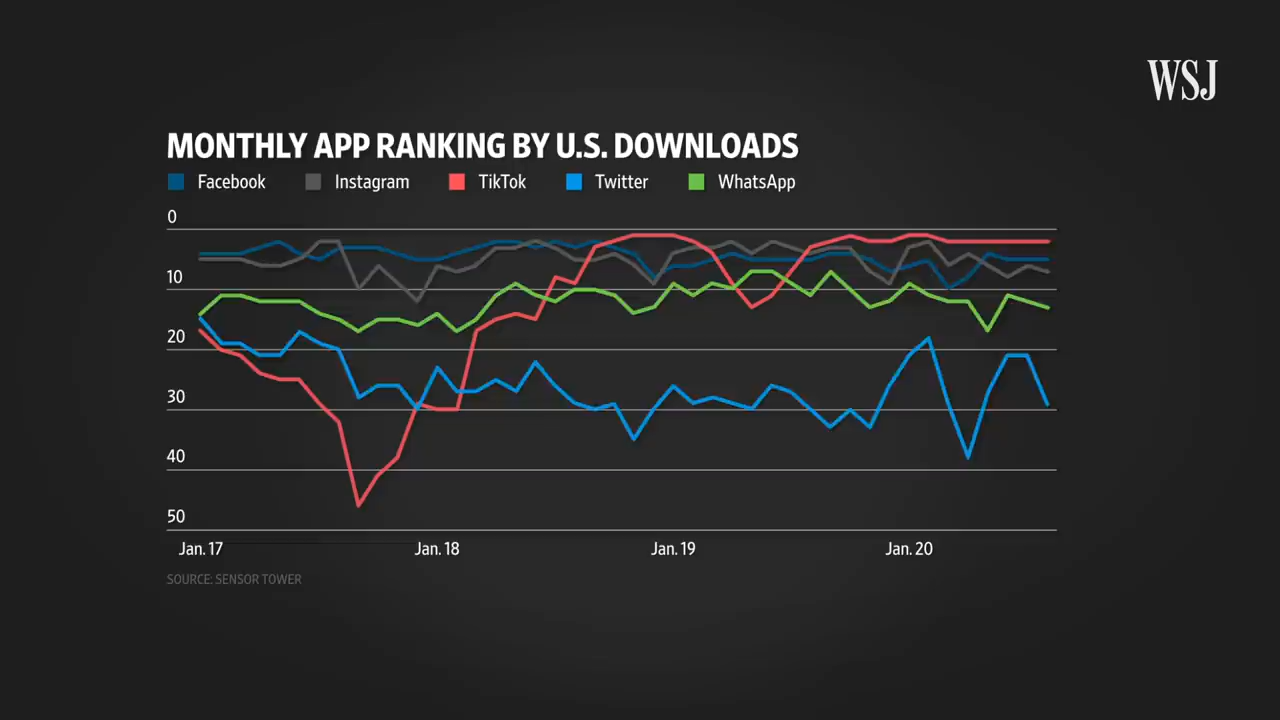 WSJ
MONTHLY APP RANKING BY U.S. DOWNLOADS
Facebook Instagram TikTok Twitter WhatsApp
0
10
20
30
40
50
Jan. 17 Jan. 18 Jan. 19 Jan. 20
SOURCE: SENSOR TOWER